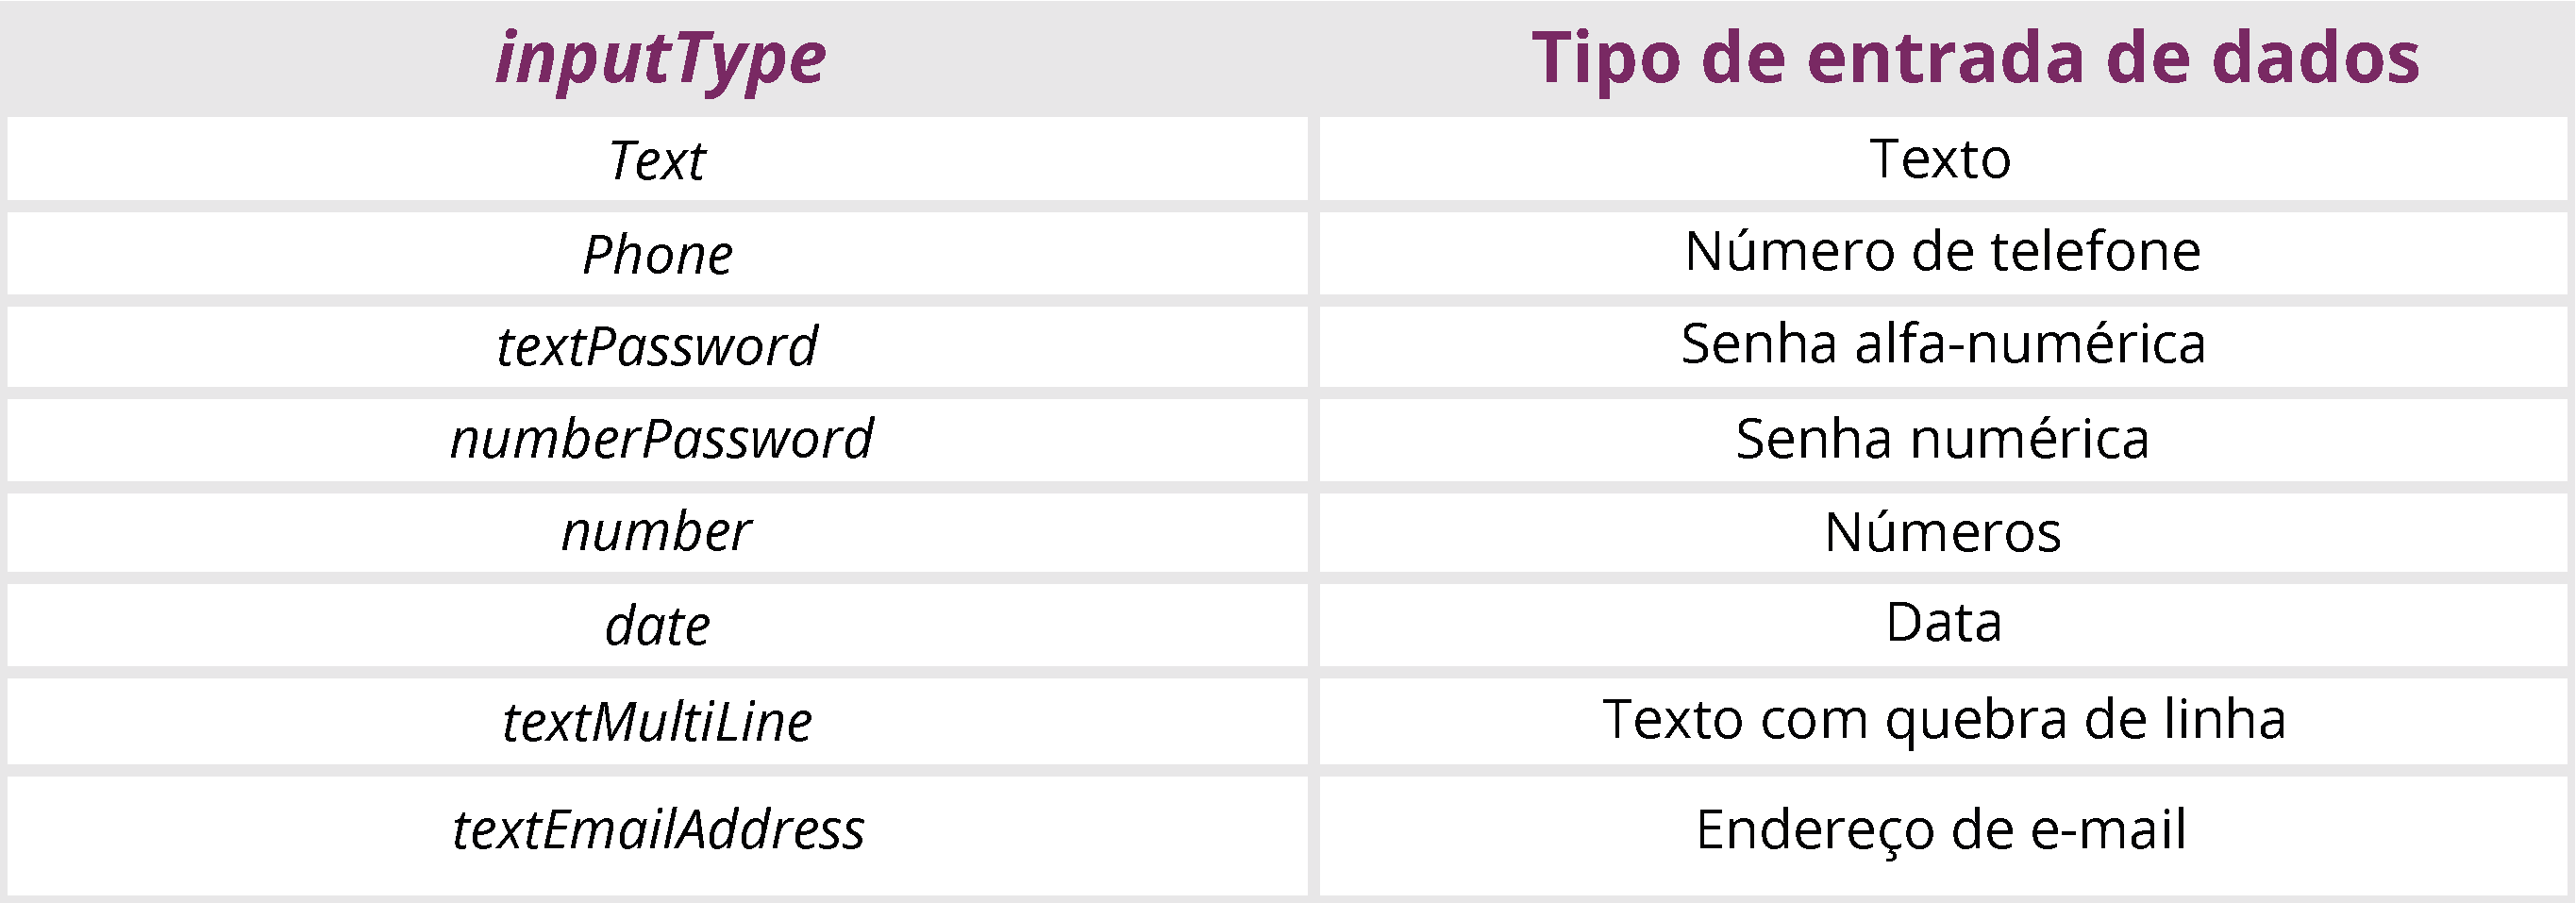 inputType Tipo de entrada de dados
Text Texto
Phone Número de telefone
textPassword Senha alfa-numérica
numberPassword Senha numérica
number Números
date Data
textMultiLine Texto com quebra de linha
textEmailAddress Endereço de e-mail